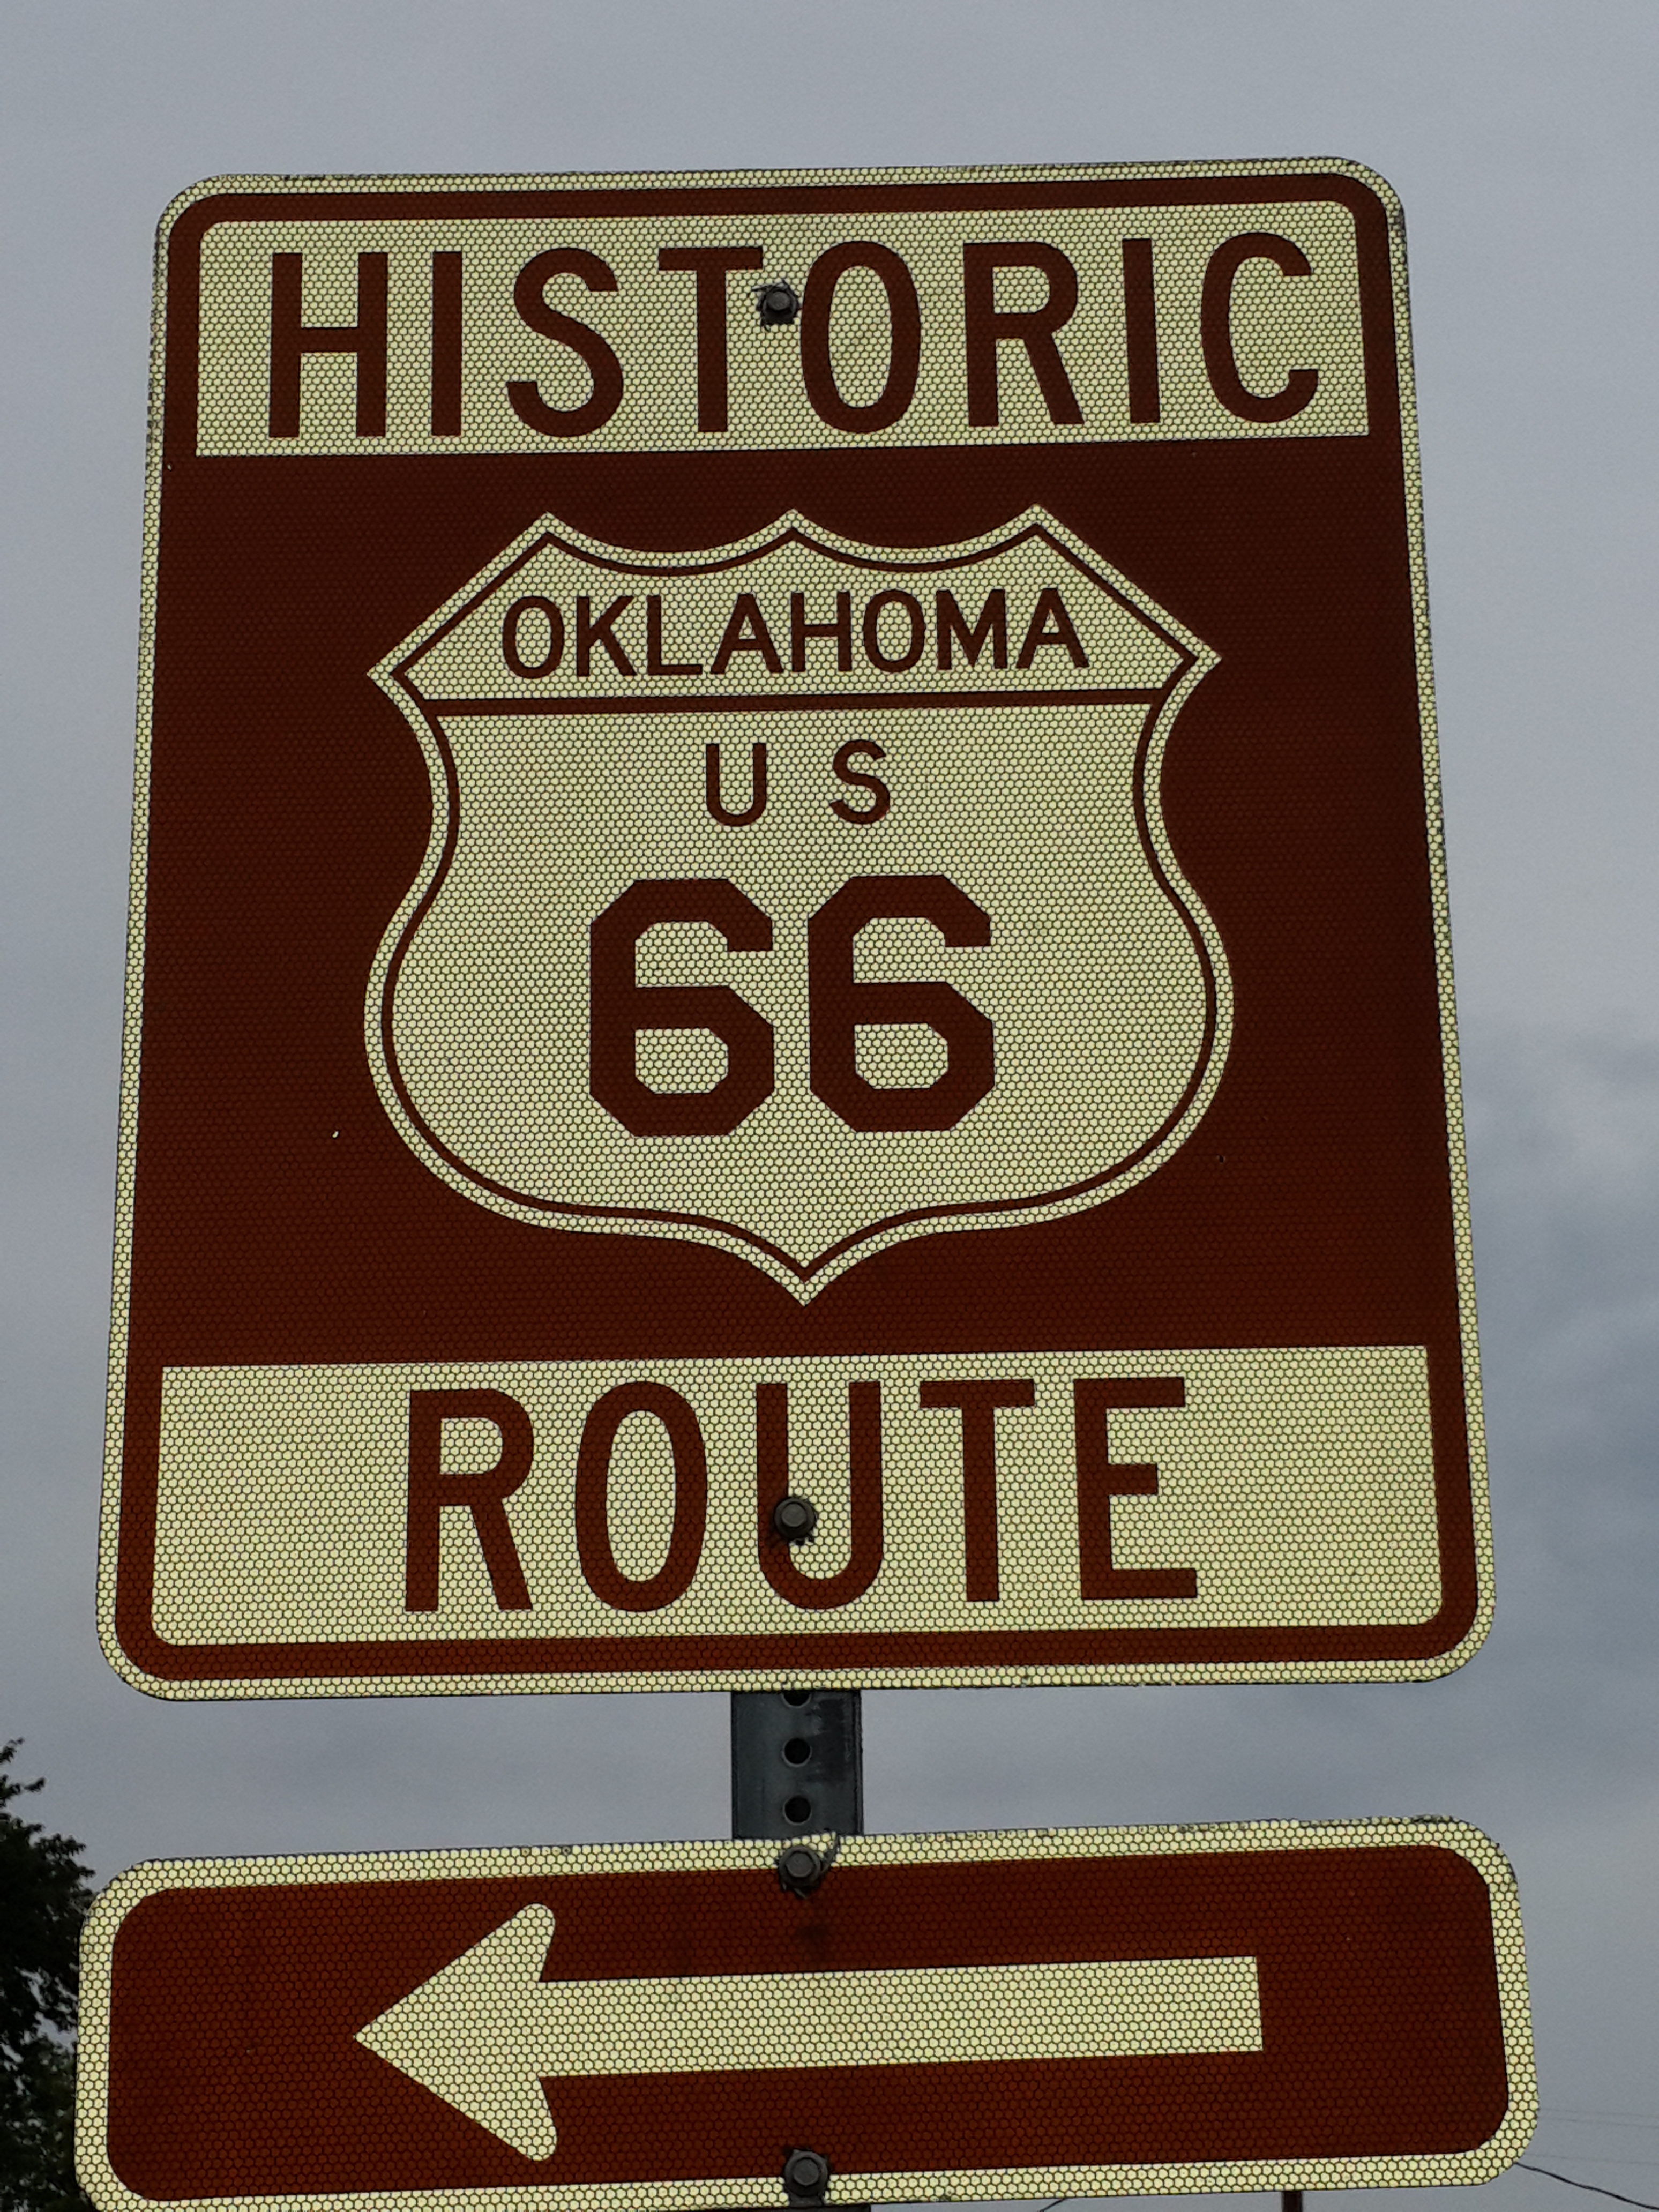 HISTORIC
OKLAHOMA
U S
66
ROUTE